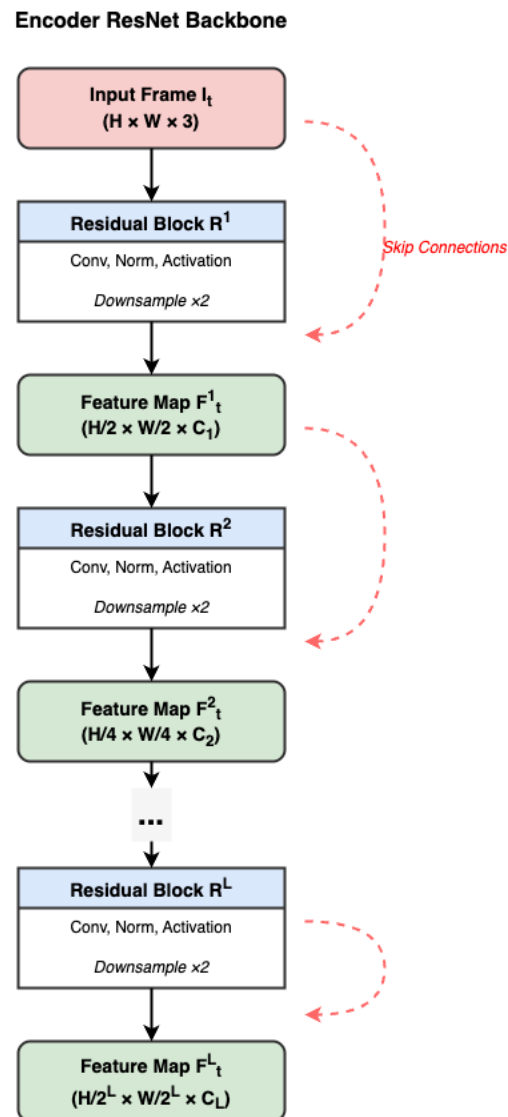 Encoder ResNet Backbone
Input Frame Iₜ
(H × W × 3)
Residual Block R¹
Conv, Norm, Activation
Skip Connections
Downsample ×2
Feature Map F¹ₜ
(H/2 × W/2 × C₁)
Residual Block R²
Conv, Norm, Activation
Downsample ×2
Feature Map F²ₜ
(H/4 × W/4 × C₂)
...
Residual Block Rᴸ
Conv, Norm, Activation
Downsample ×2
Feature Map Fᴸₜ
(H/2ᴸ × W/2ᴸ × C_L)